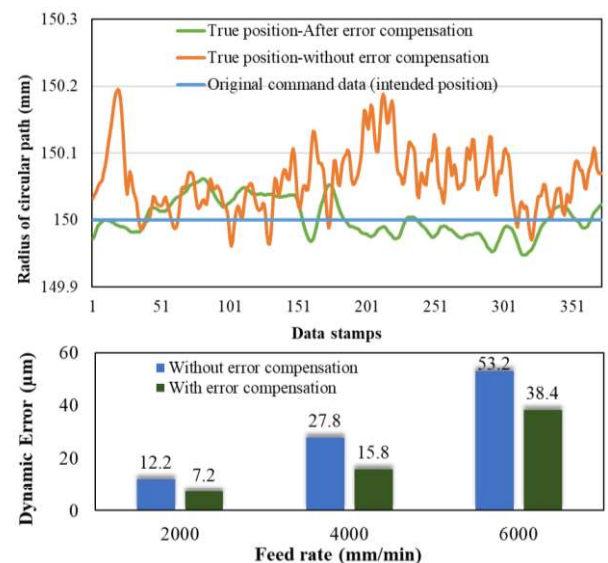 150.3
True position-After error compensation
True position-without error compensation
150.2
Original command data (intended position)
150.1
150
149.9
Radius of circular path (mm)
1 51 101 151 201 251 301 351
Data stamps
60
Without error compensation
With error compensation
53.2
40
38.4
27.8
20
12.2
7.2
15.8
0
Dynamic Error (µm)
2000 4000 6000
Feed rate (mm/min)